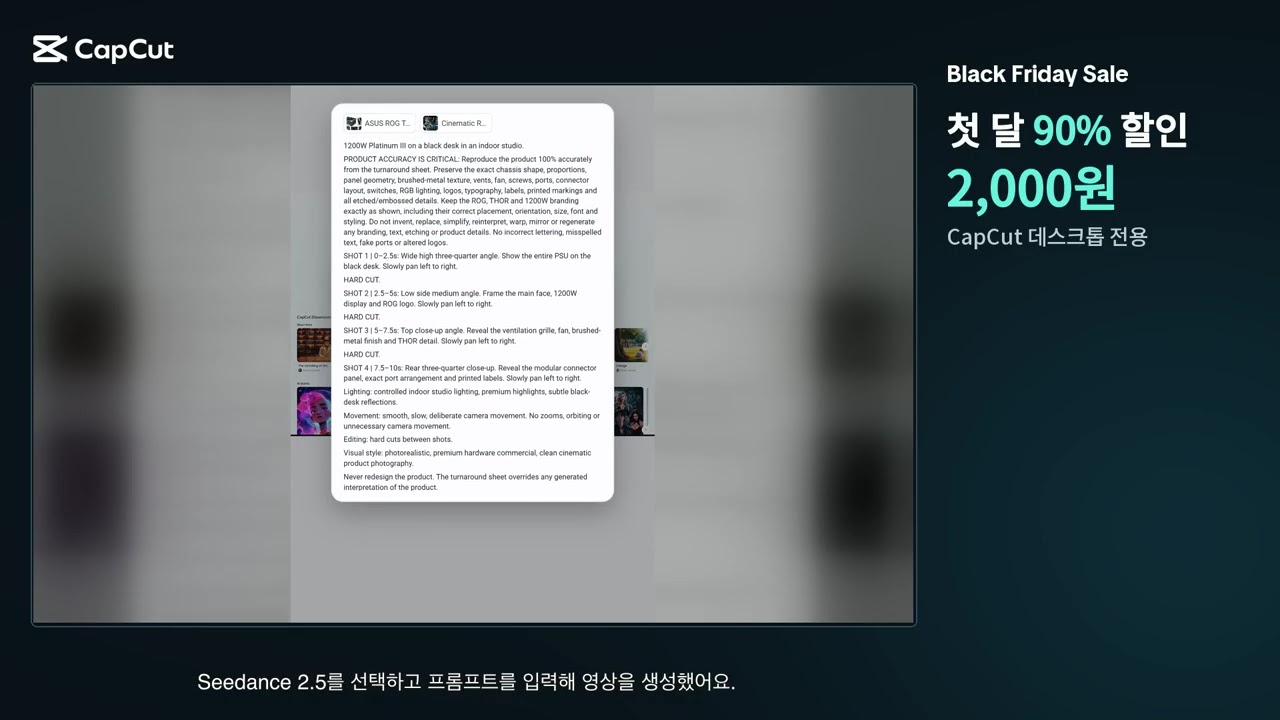 CapCut
Black Friday Sale
첫 달 90% 할인
2,000원
CapCut 데스크톱 전용
ASUS ROG T...
Cinematic R...
1200W Platinum III on a black desk in an indoor studio.
PRODUCT ACCURACY IS CRITICAL: Reproduce the product 100% accurately
from the turnaround sheet. Preserve the exact chassis shape, proportions,
panel geometry, brushed-metal texture, vents, fan, screws, ports, connector
layout, switches, RGB lighting, logos, typography, labels, printed markings and
all etched/embossed details. Keep the ROG, THOR and 1200W branding
exactly as shown, including their correct placement, orientation, size, font and
styling. Do not invent, replace, simplify, reinterpret, warp, mirror or regenerate
any branding, text, etching or product details. No incorrect lettering, misspelled
text, fake ports or altered logos.
SHOT 1 | 0–2.5s: Wide high three-quarter angle. Show the entire PSU on the
black desk. Slowly pan left to right.
HARD CUT.
SHOT 2 | 2.5–5s: Low side medium angle. Frame the main face, 1200W
display and ROG logo. Slowly pan left to right.
HARD CUT.
SHOT 3 | 5–7.5s: Top close-up angle. Reveal the ventilation grille, fan, brushed-
metal finish and THOR detail. Slowly pan left to right.
HARD CUT.
SHOT 4 | 7.5–10s: Rear three-quarter close-up. Reveal the modular connector
panel, exact port arrangement and printed labels. Slowly pan left to right.
Lighting: controlled indoor studio lighting, premium highlights, subtle black-
desk reflections.
Movement: smooth, slow, deliberate camera movement. No zooms, orbiting or
unnecessary camera movement.
Editing: hard cuts between shots.
Visual style: photorealistic, premium hardware commercial, clean cinematic
product photography.
Never redesign the product. The turnaround sheet overrides any generated
interpretation of the product.
Seedance 2.5를 선택하고 프롬프트를 입력해 영상을 생성했어요.